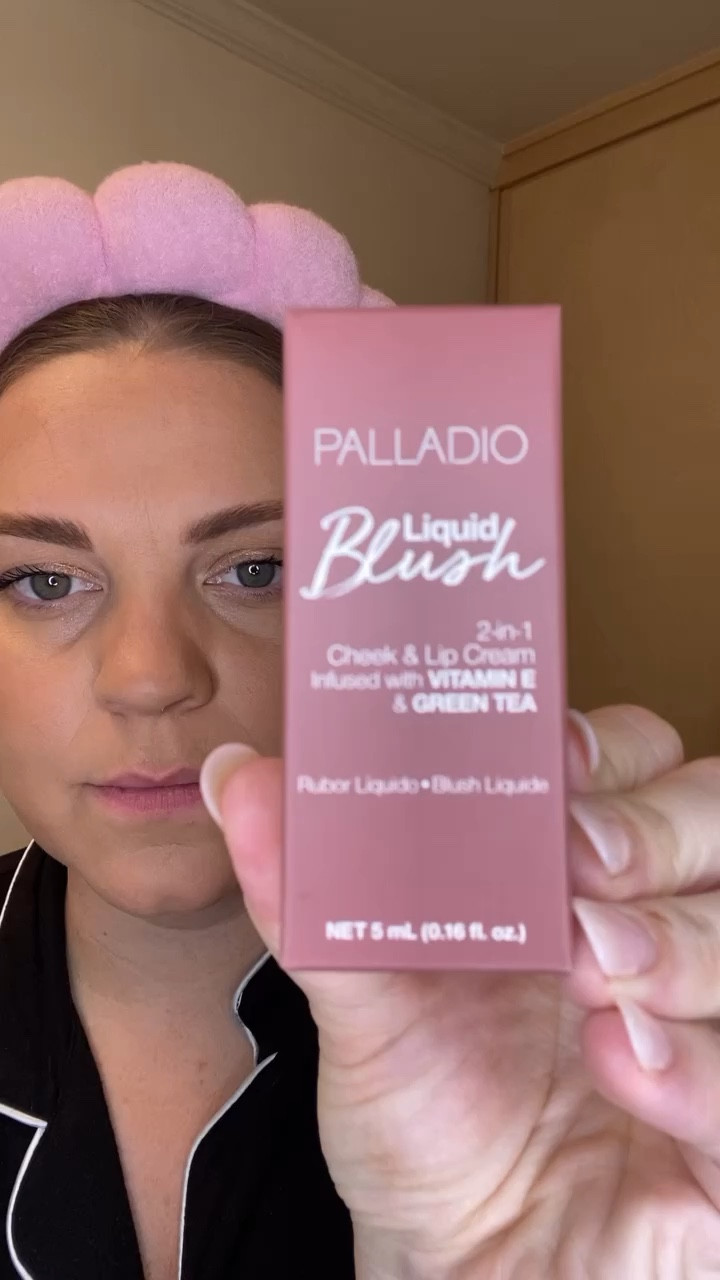 PALLADIO
Liquid
Blush
2-in-1
Cheek & Lip Cream
Infused with VITAMIN E
& GREEN TEA
Rubor Líquido • Blush Liquide
NET 5 mL (0.16 fl. oz.)